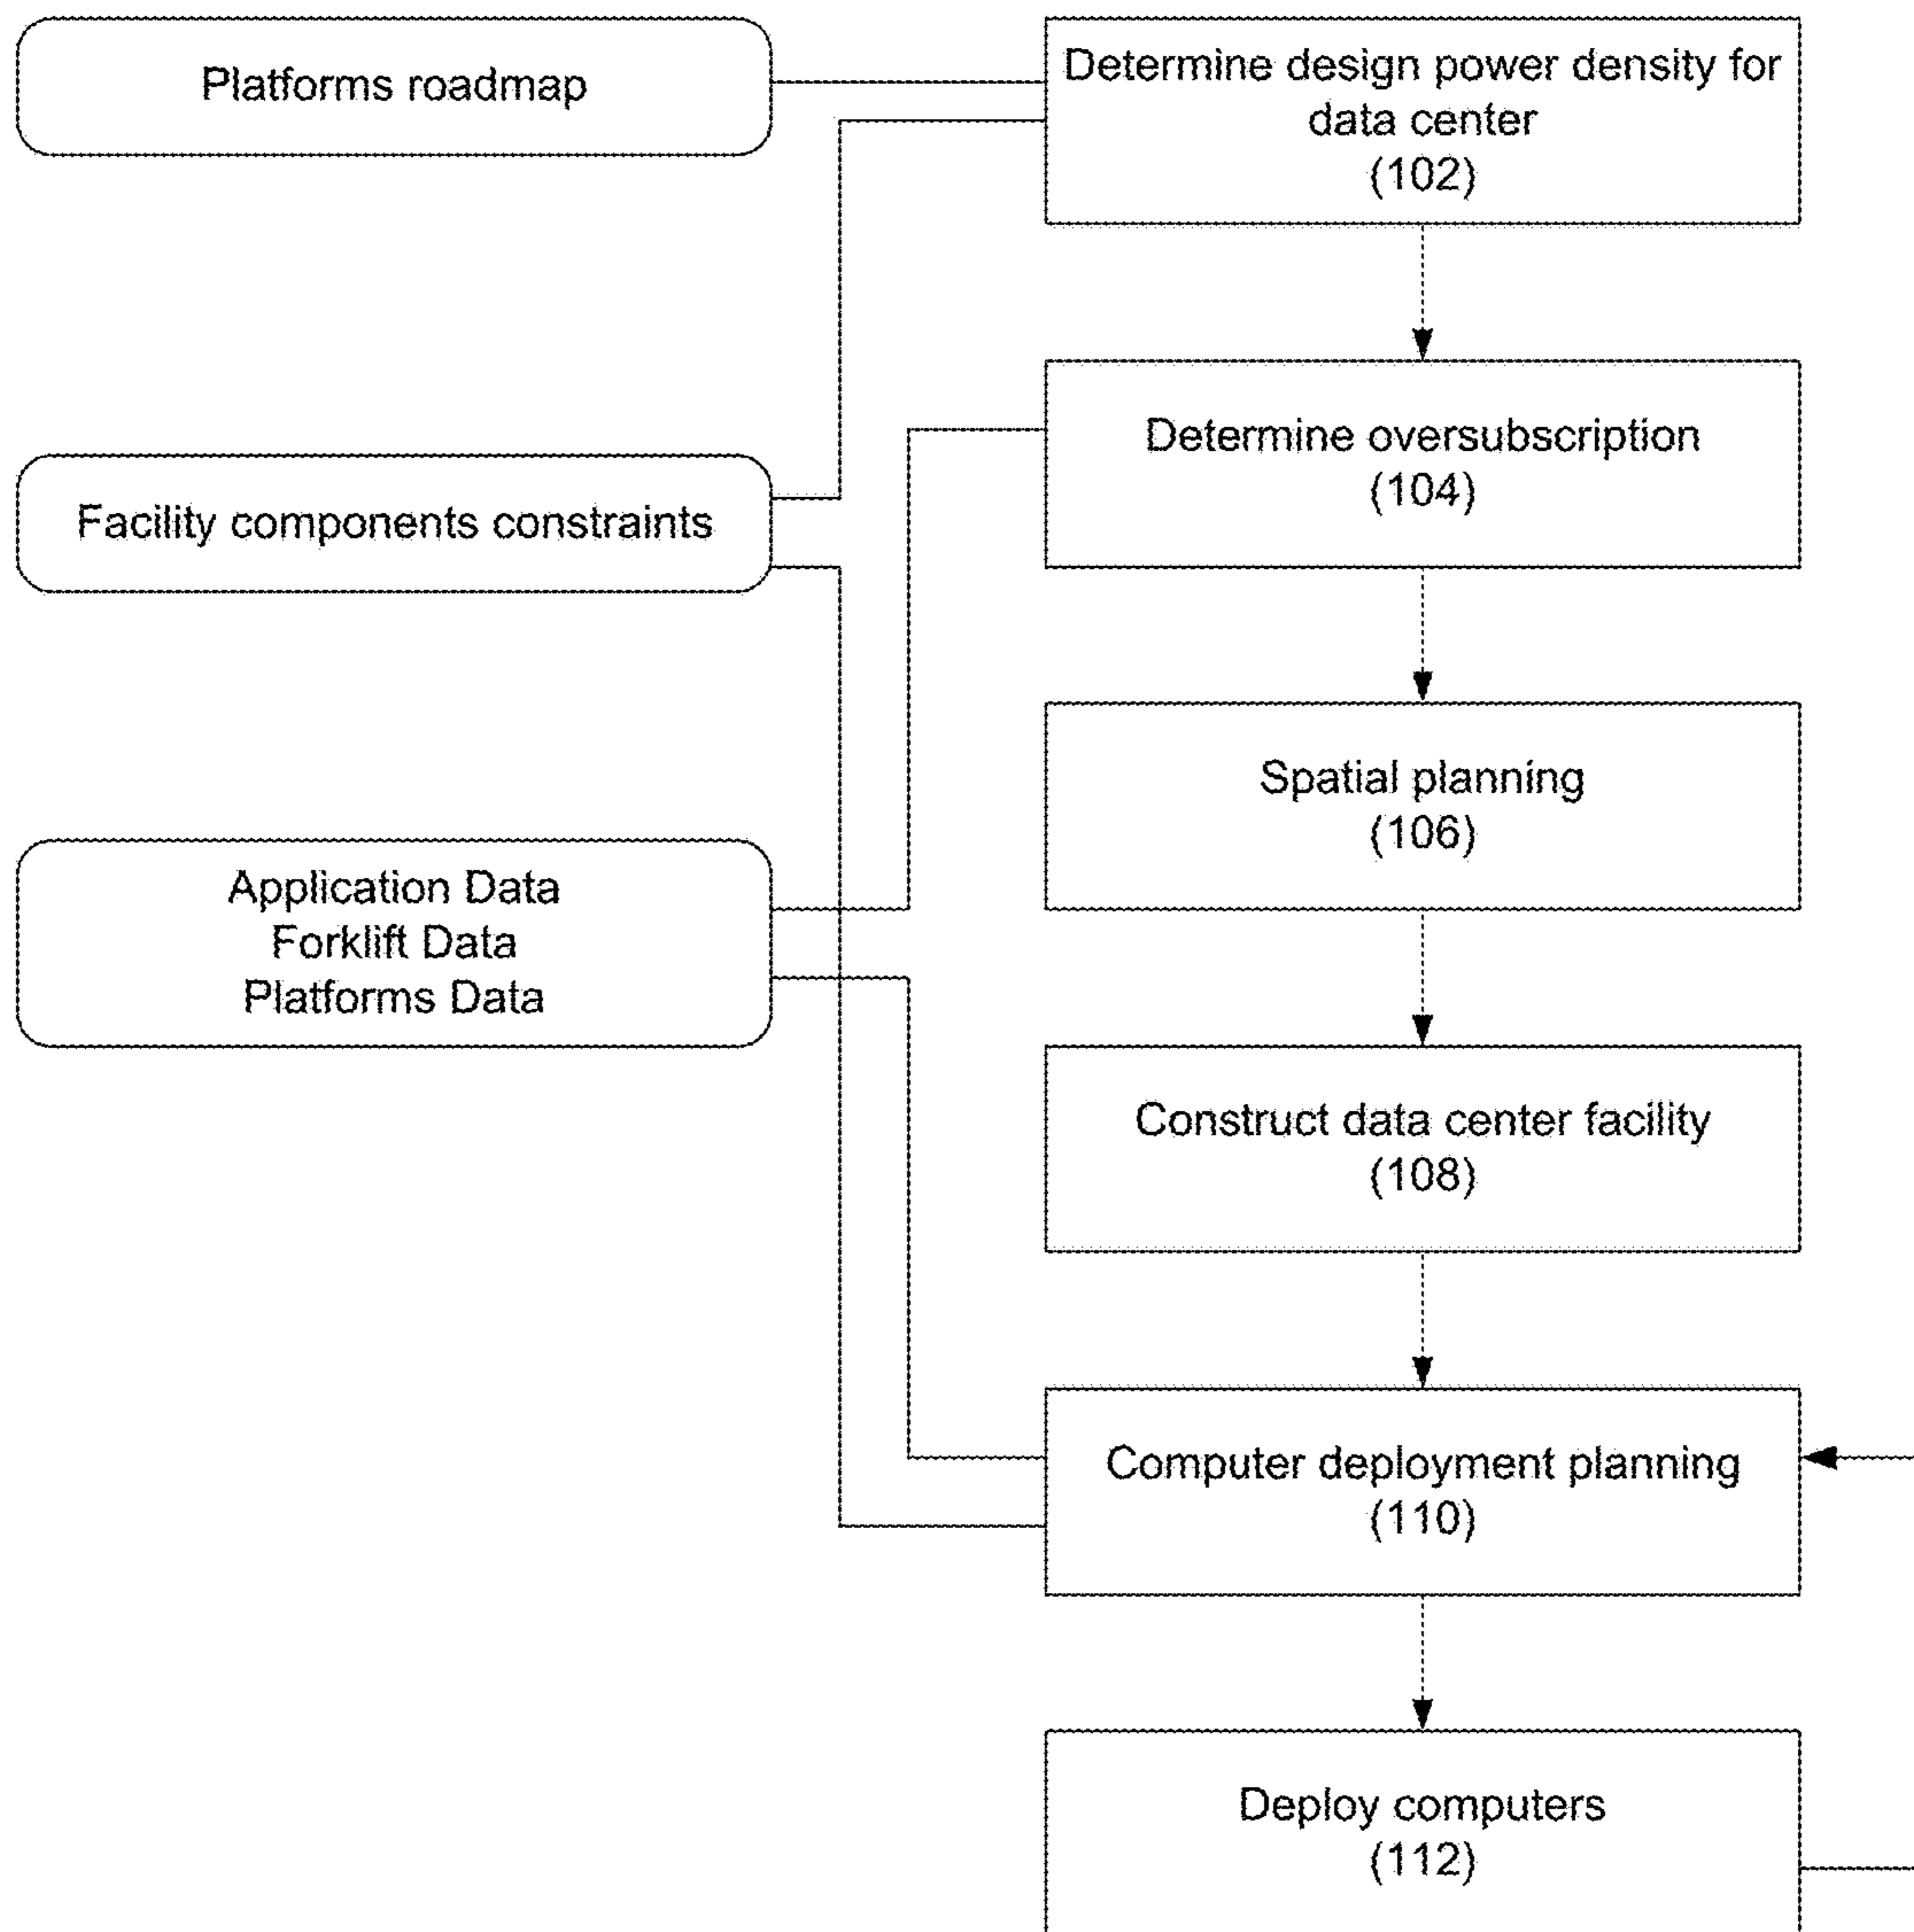 Platforms roadmap
Determine design power density for
data center
(102)
Facility components constraints
Determine oversubscription
(104)
Spatial planning
(106)
Application Data
Forklift Data
Platforms Data
Construct data center facility
(108)
Computer deployment planning
(110)
Deploy computers
(112)